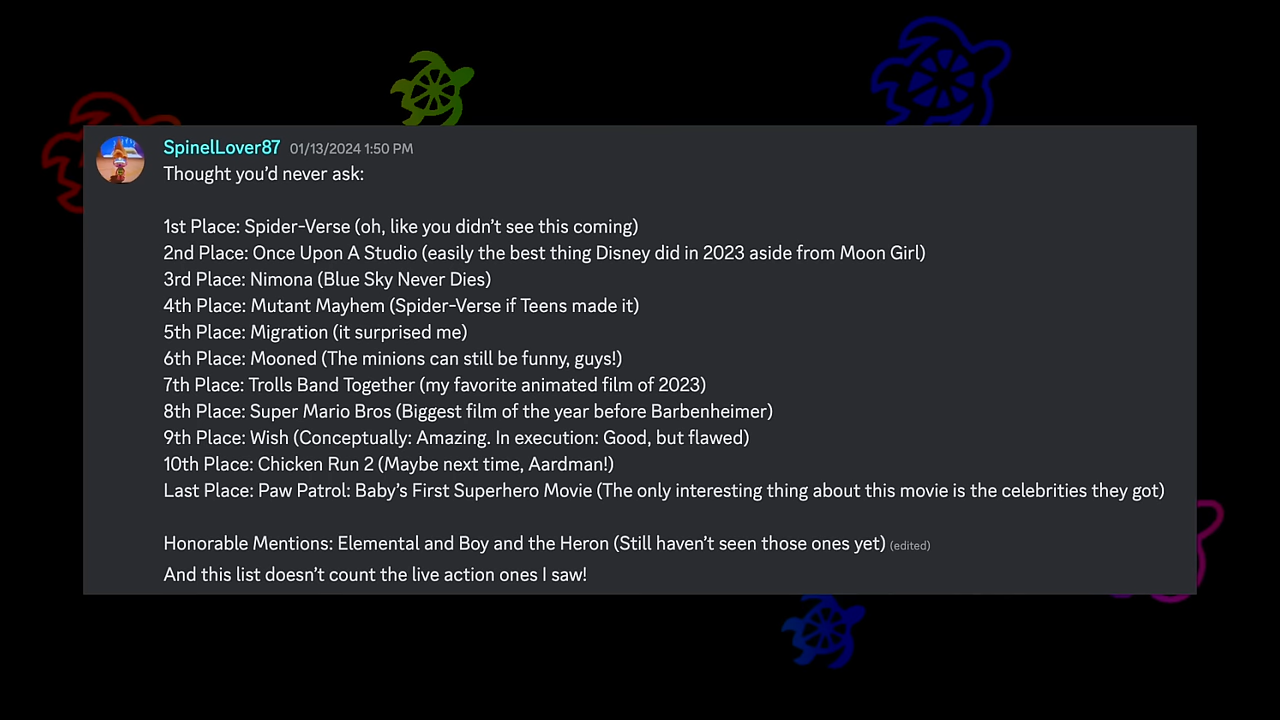 SpinelLover87 01/13/2024 1:50 PM
Thought you’d never ask:
1st Place: Spider-Verse (oh, like you didn’t see this coming)
2nd Place: Once Upon A Studio (easily the best thing Disney did in 2023 aside from Moon Girl)
3rd Place: Nimona (Blue Sky Never Dies)
4th Place: Mutant Mayhem (Spider-Verse if Teens made it)
5th Place: Migration (it surprised me)
6th Place: Mooned (The minions can still be funny, guys!)
7th Place: Trolls Band Together (my favorite animated film of 2023)
8th Place: Super Mario Bros (Biggest film of the year before Barbenheimer)
9th Place: Wish (Conceptually: Amazing. In execution: Good, but flawed)
10th Place: Chicken Run 2 (Maybe next time, Aardman!)
Last Place: Paw Patrol: Baby’s First Superhero Movie (The only interesting thing about this movie is the celebrities they got)
Honorable Mentions: Elemental and Boy and the Heron (Still haven’t seen those ones yet) (edited)
And this list doesn’t count the live action ones I saw!